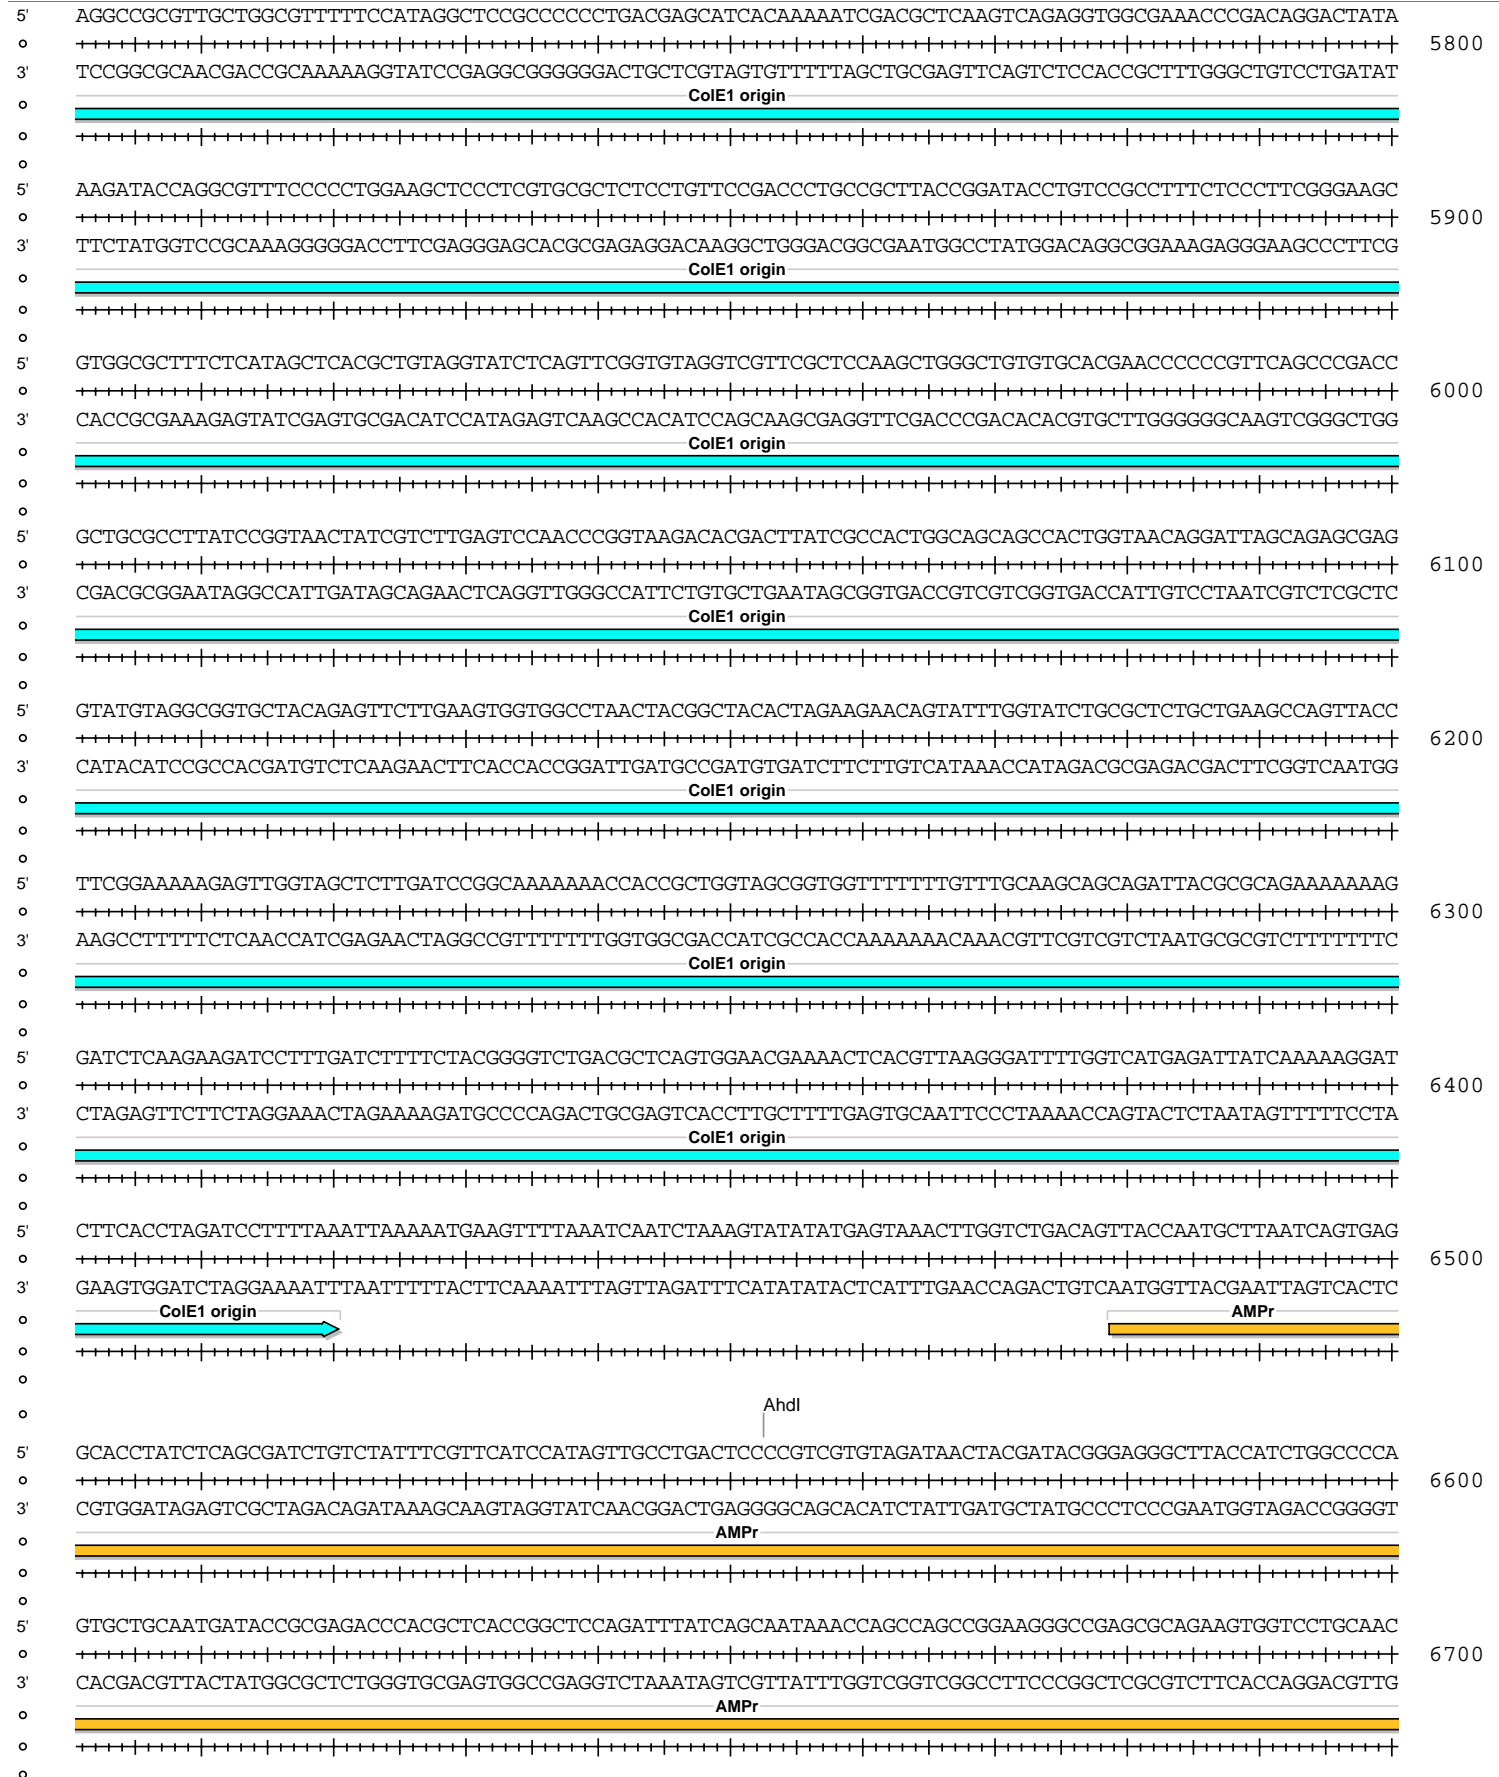 5' AGGCCGCGTTGCTGGCGTTTTTCCATAGGCTCCGCCCCCCTGACGAGCATCACAAAAATCGACGCTCAAGTCAGAGGTGGCGAAACCCGACAGGACTATA
5800
3' TCCGGCGCAACGACCGCAAAAAGGTATCCGAGGCGGGGGGACTGCTCGTAGTGTTTTTAGCTGCGAGTTCAGTCTCCACCGCTTTGGGCTGTCCTGATAT
ColE1 origin
5' AAGATACCAGGCGTTTCCCCCTGGAAGCTCCCTCGTGCGCTCTCCTGTTCCGACCCTGCCGCTTACCGGATACCTGTCCGCCTTTCTCCCTTCGGGAAGC
5900
3' TTCTATGGTCCGCAAAGGGGGACCTTCGAGGGAGCACGCGAGAGGACAAGGCTGGGACGGCGAATGGCCTATGGACAGGCGGAAAGAGGGAAGCCCTTCG
ColE1 origin
5' GTGGCGCTTTCTCATAGCTCACGCTGTAGGTATCTCAGTTCGGTGTAGGTCGTTCGCTCCAAGCTGGGCTGTGTGCACGAACCCCCCGTTCAGCCCGACC
6000
3' CACCGCGAAAGAGTATCGAGTGCGACATCCATAGAGTCAAGCCACATCCAGCAAGCGAGGTTCGACCCGACACACGTGCTTGGGGGGCAAGTCGGGCTGG
ColE1 origin
5' GCTGCGCCTTATCCGGTAACTATCGTCTTGAGTCCAACCCGGTAAGACACGACTTATCGCCACTGGCAGCAGCCACTGGTAACAGGATTAGCAGAGCGAG
6100
3' CGACGCGGAATAGGCCATTGATAGCAGAACTCAGGTTGGGCCATTCTGTGCTGAATAGCGGTGACCGTCGTCGGTGACCATTGTCCTAATCGTCTCGCTC
ColE1 origin
5' GTATGTAGGCGGTGCTACAGAGTTCTTGAAGTGGTGGCCTAACTACGGCTACACTAGAAGAACAGTATTTGGTATCTGCGCTCTGCTGAAGCCAGTTACC
6200
3' CATACATCCGCCACGATGTCTCAAGAACTTCACCACCGGATTGATGCCGATGTGATCTTCTTGTCATAAACCATAGACGCGAGACGACTTCGGTCAATGG
ColE1 origin
5' TTCGGAAAAAGAGTTGGTAGCTCTTGATCCGGCAAAAAAACCACCGCTGGTAGCGGTGGTTTTTTTGTTTGCAAGCAGCAGATTACGCGCAGAAAAAAAG
6300
3' AAGCCTTTTTCTCAACCATCGAGAACTAGGCCGTTTTTTTGGTGGCGACCATCGCCACCAAAAAAACAAACGTTCGTCGTCTAATGCGCGTCTTTTTTTC
ColE1 origin
5' GATCTCAAGAAGATCCTTTGATCTTTTCTACGGGGTCTGACGCTCAGTGGAACGAAAACTCACGTTAAGGGATTTTGGTCATGAGATTATCAAAAAGGAT
6400
3' CTAGAGTTCTTCTAGGAAACTAGAAAAGATGCCCCAGACTGCGAGTCACCTTGCTTTTGAGTGCAATTCCCTAAAACCAGTACTCTAATAGTTTTTCCTA
ColE1 origin
5' CTTCACCTAGATCCTTTTAAATTAAAAATGAAGTTTTAAATCAATCTAAAGTATATATGAGTAAACTTGGTCTGACAGTTACCAATGCTTAATCAGTGAG
6500
3' GAAGTGGATCTAGGAAAATTTAATTTTTACTTCAAAATTTAGTTAGATTTCATATATACTCATTTGAACCAGACTGTCAATGGTTACGAATTAGTCACTC
ColE1 origin AMPr
AhdI
5' GCACCTATCTCAGCGATCTGTCTATTTCGTTCATCCATAGTTGCCTGACTCCCCGTCGTGTAGATAACTACGATACGGGAGGGCTTACCATCTGGCCCCA
6600
3' CGTGGATAGAGTCGCTAGACAGATAAAGCAAGTAGGTATCAACGGACTGAGGGGCAGCACATCTATTGATGCTATGCCCTCCCGAATGGTAGACCGGGGT
AMPr
5' GTGCTGCAATGATACCGCGAGACCCACGCTCACCGGCTCCAGATTTATCAGCAATAAACCAGCCAGCCGGAAGGGCCGAGCGCAGAAGTGGTCCTGCAAC
6700
3' CACGACGTTACTATGGCGCTCTGGGTGCGAGTGGCCGAGGTCTAAATAGTCGTTATTTGGTCGGTCGGCCTTCCCGGCTCGCGTCTTCACCAGGACGTTG
AMPr